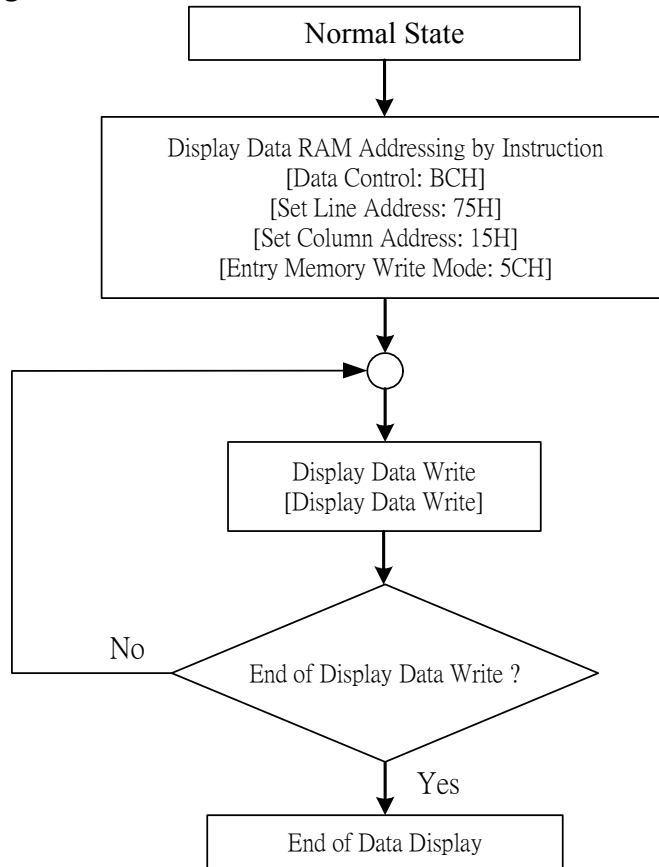 Normal State
Display Data RAM Addressing by Instruction
[Data Control: BCH]
[Set Line Address: 75H]
[Set Column Address: 15H]
[Entry Memory Write Mode: 5CH]
Display Data Write
[Display Data Write]
No
End of Display Data Write ?
Yes
End of Data Display